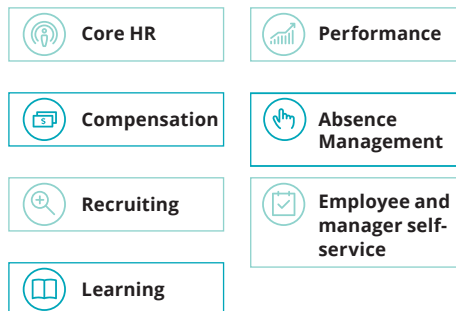 Core HR
Performance
Compensation
Absence
Management
Recruiting
Employee and
manager self-
service
Learning